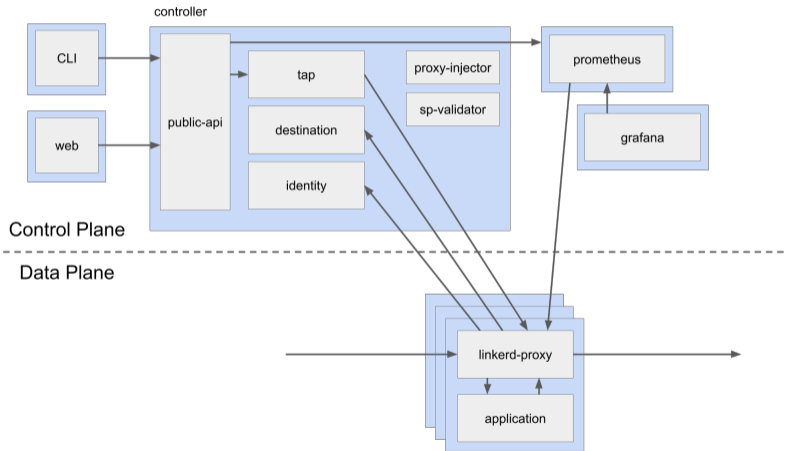 controller
CLI
web
public-api
tap
destination
identity
proxy-injector
sp-validator
prometheus
grafana
Control Plane
Data Plane
linkerd-proxy
application